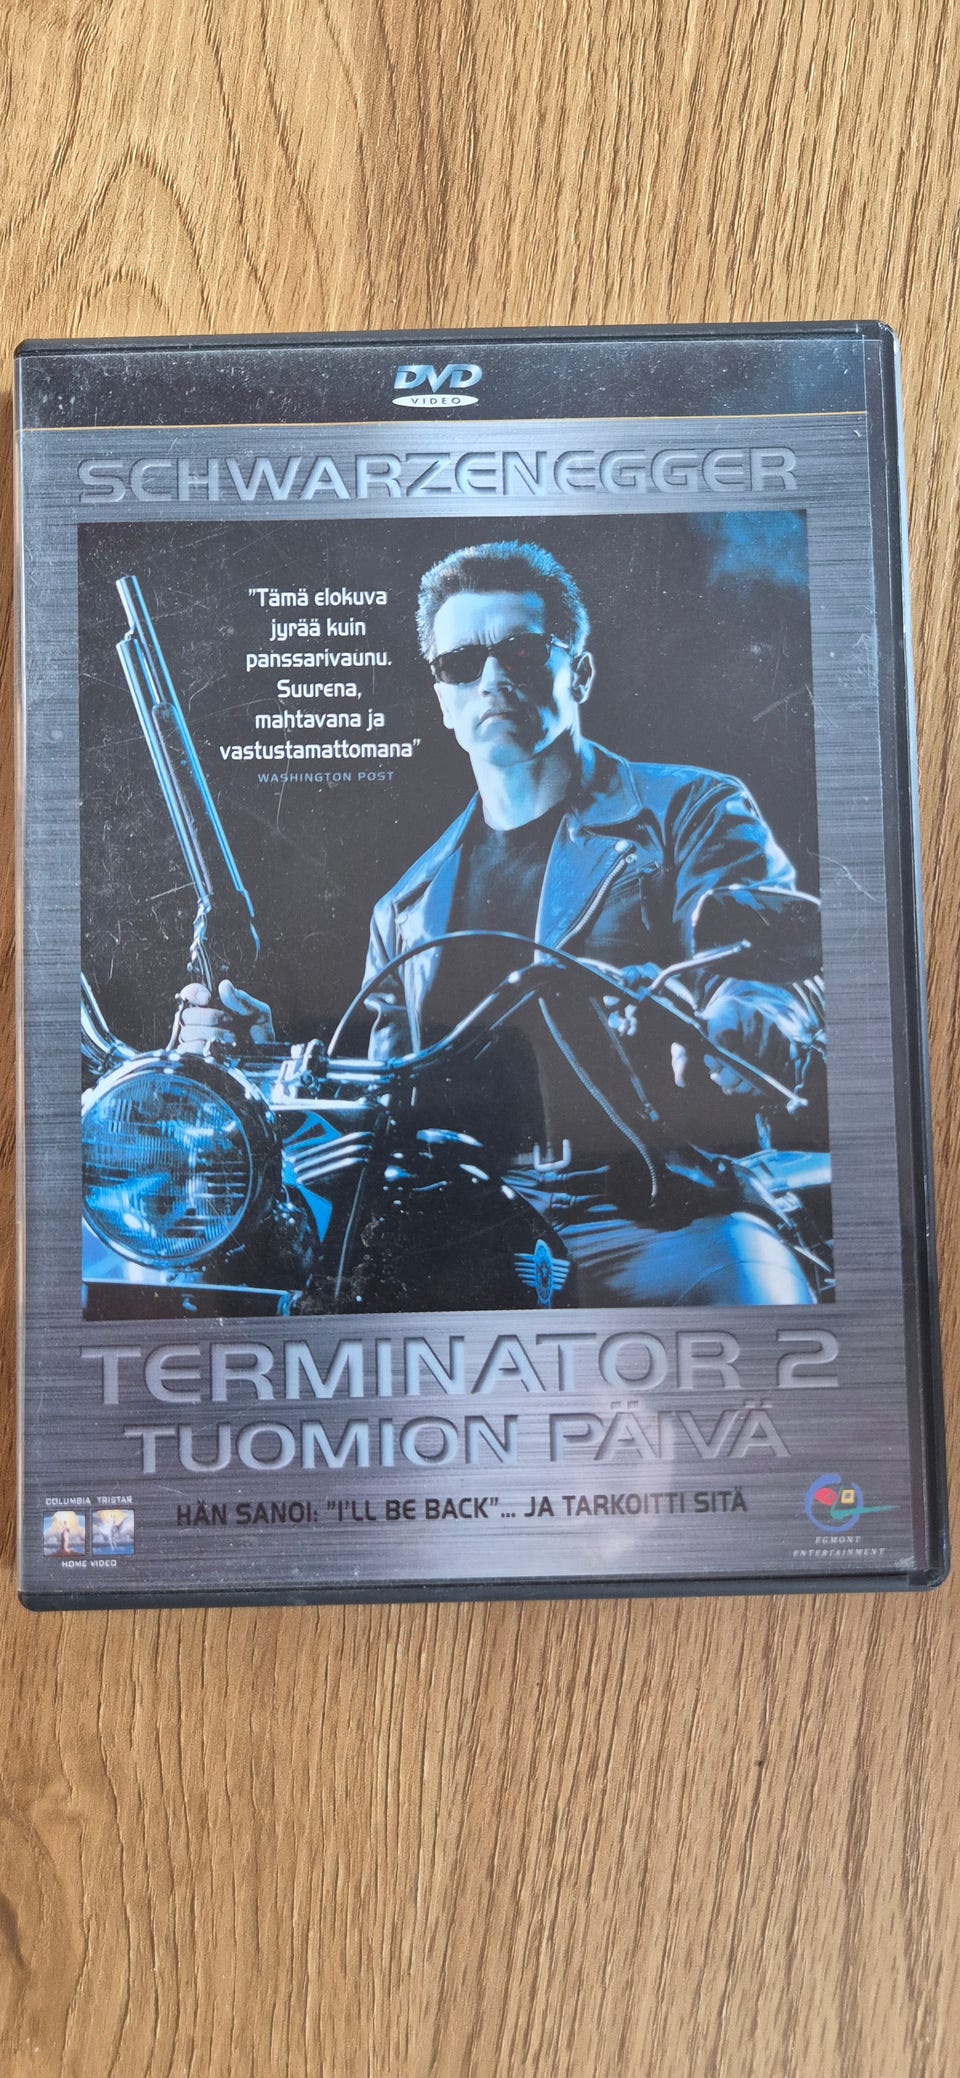 DVD
VIDEO
SCHWARZENEGGER
"Tämä elokuva
jyrää kuin
panssarivaunu.
Suurena,
mahtavana ja
vastustamattomana"
WASHINGTON POST
TERMINATOR 2
TUOMION PÄIVÄ
HÄN SANOI: "I'LL BE BACK"... JA TARKOITTI SITÄ
COLUMBIA TRISTAR
HOME VIDEO
EGMONT
ENTERTAINMENT